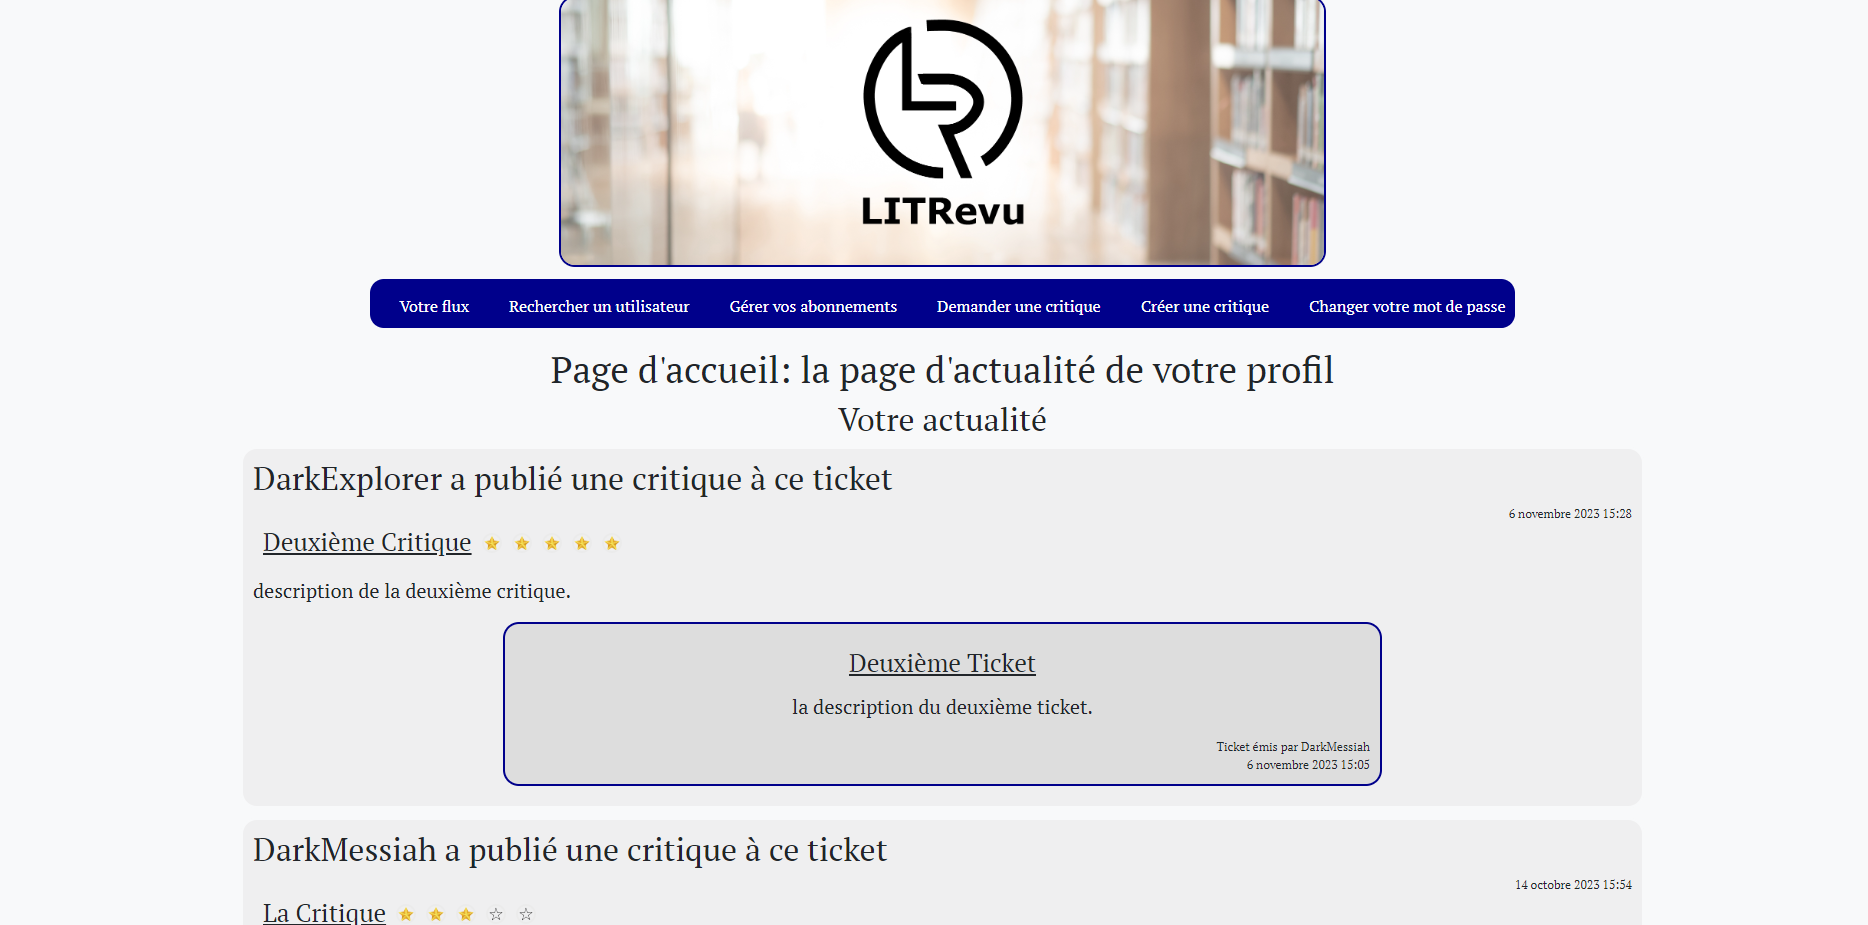 LITRevu
Votre flux
Rechercher un utilisateur
Gérer vos abonnements
Demander une critique
Créer une critique
Changer votre mot de passe
Page d'accueil: la page d'actualité de votre profil
Votre actualité
DarkExplorer a publié une critique à ce ticket
6 novembre 2023 15:28
Deuxième Critique
description de la deuxième critique.
Deuxième Ticket
la description du deuxième ticket.
Ticket émis par DarkMessiah
6 novembre 2023 15:05
DarkMessiah a publié une critique à ce ticket
14 octobre 2023 15:54
La Critique